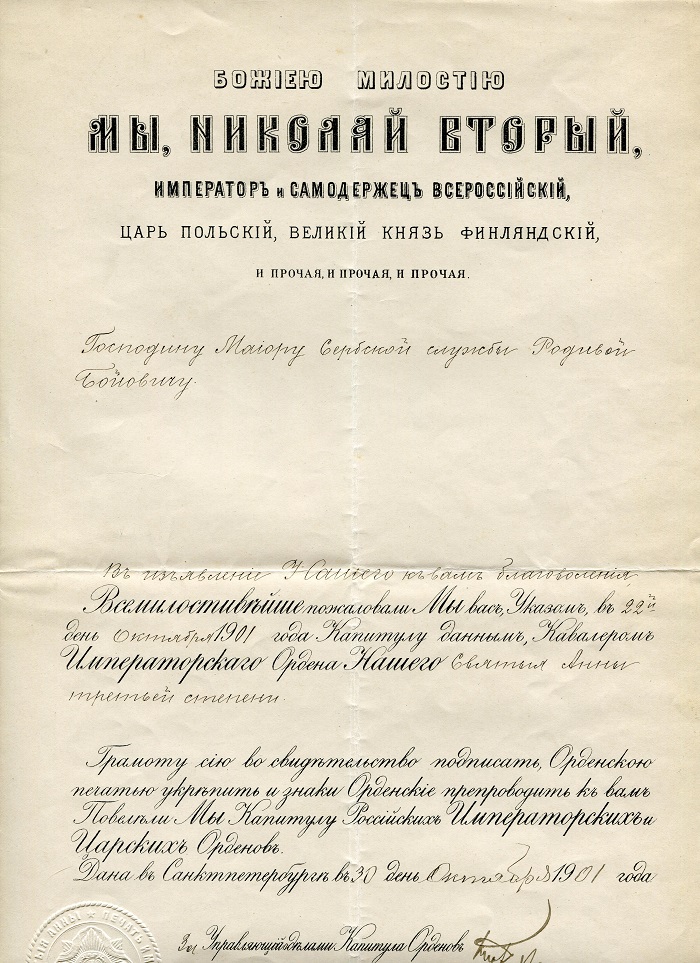 БОЖІЕЮ МИЛОСТІЮ
МЫ, НИКОЛАЙ ВТОРЫЙ,
ИМПЕРАТОРЪ и САМОДЕРЖЕЦЪ ВСЕРОССІЙСКІЙ,
ЦАРЬ ПОЛЬСКІЙ, ВЕЛИКІЙ КНЯЗЬ ФИНЛЯНДСКІЙ,
И ПРОЧАЯ, И ПРОЧАЯ, И ПРОЧАЯ.
Господину Маіору Сербской службы Родивой
Бойовичу.
Въ изъявленіе Нашего къ вамъ благоволенія,
Всемилостивѣйше пожаловали Мы васъ, Указомъ, въ 22й
день Октября 1901 года Капитулу даннымъ, Кавалеромъ
Императорскаго Ордена Нашего Святыя Анны
третьей степени.
Грамоту сію во свидѣтельство подписать, Орденскою
печатью укрѣпить и знаки Орденскіе препроводить къ вамъ
Повелѣли Мы Капитулу Россійскихъ Императорскихъ и
Царскихъ Орденовъ.
Дана въ Санктпетербургѣ въ 30 день Октября 1901 года
За Управляющаго дѣлами Капитула Орденовъ
АННЫ * ПЕЧАТЬ